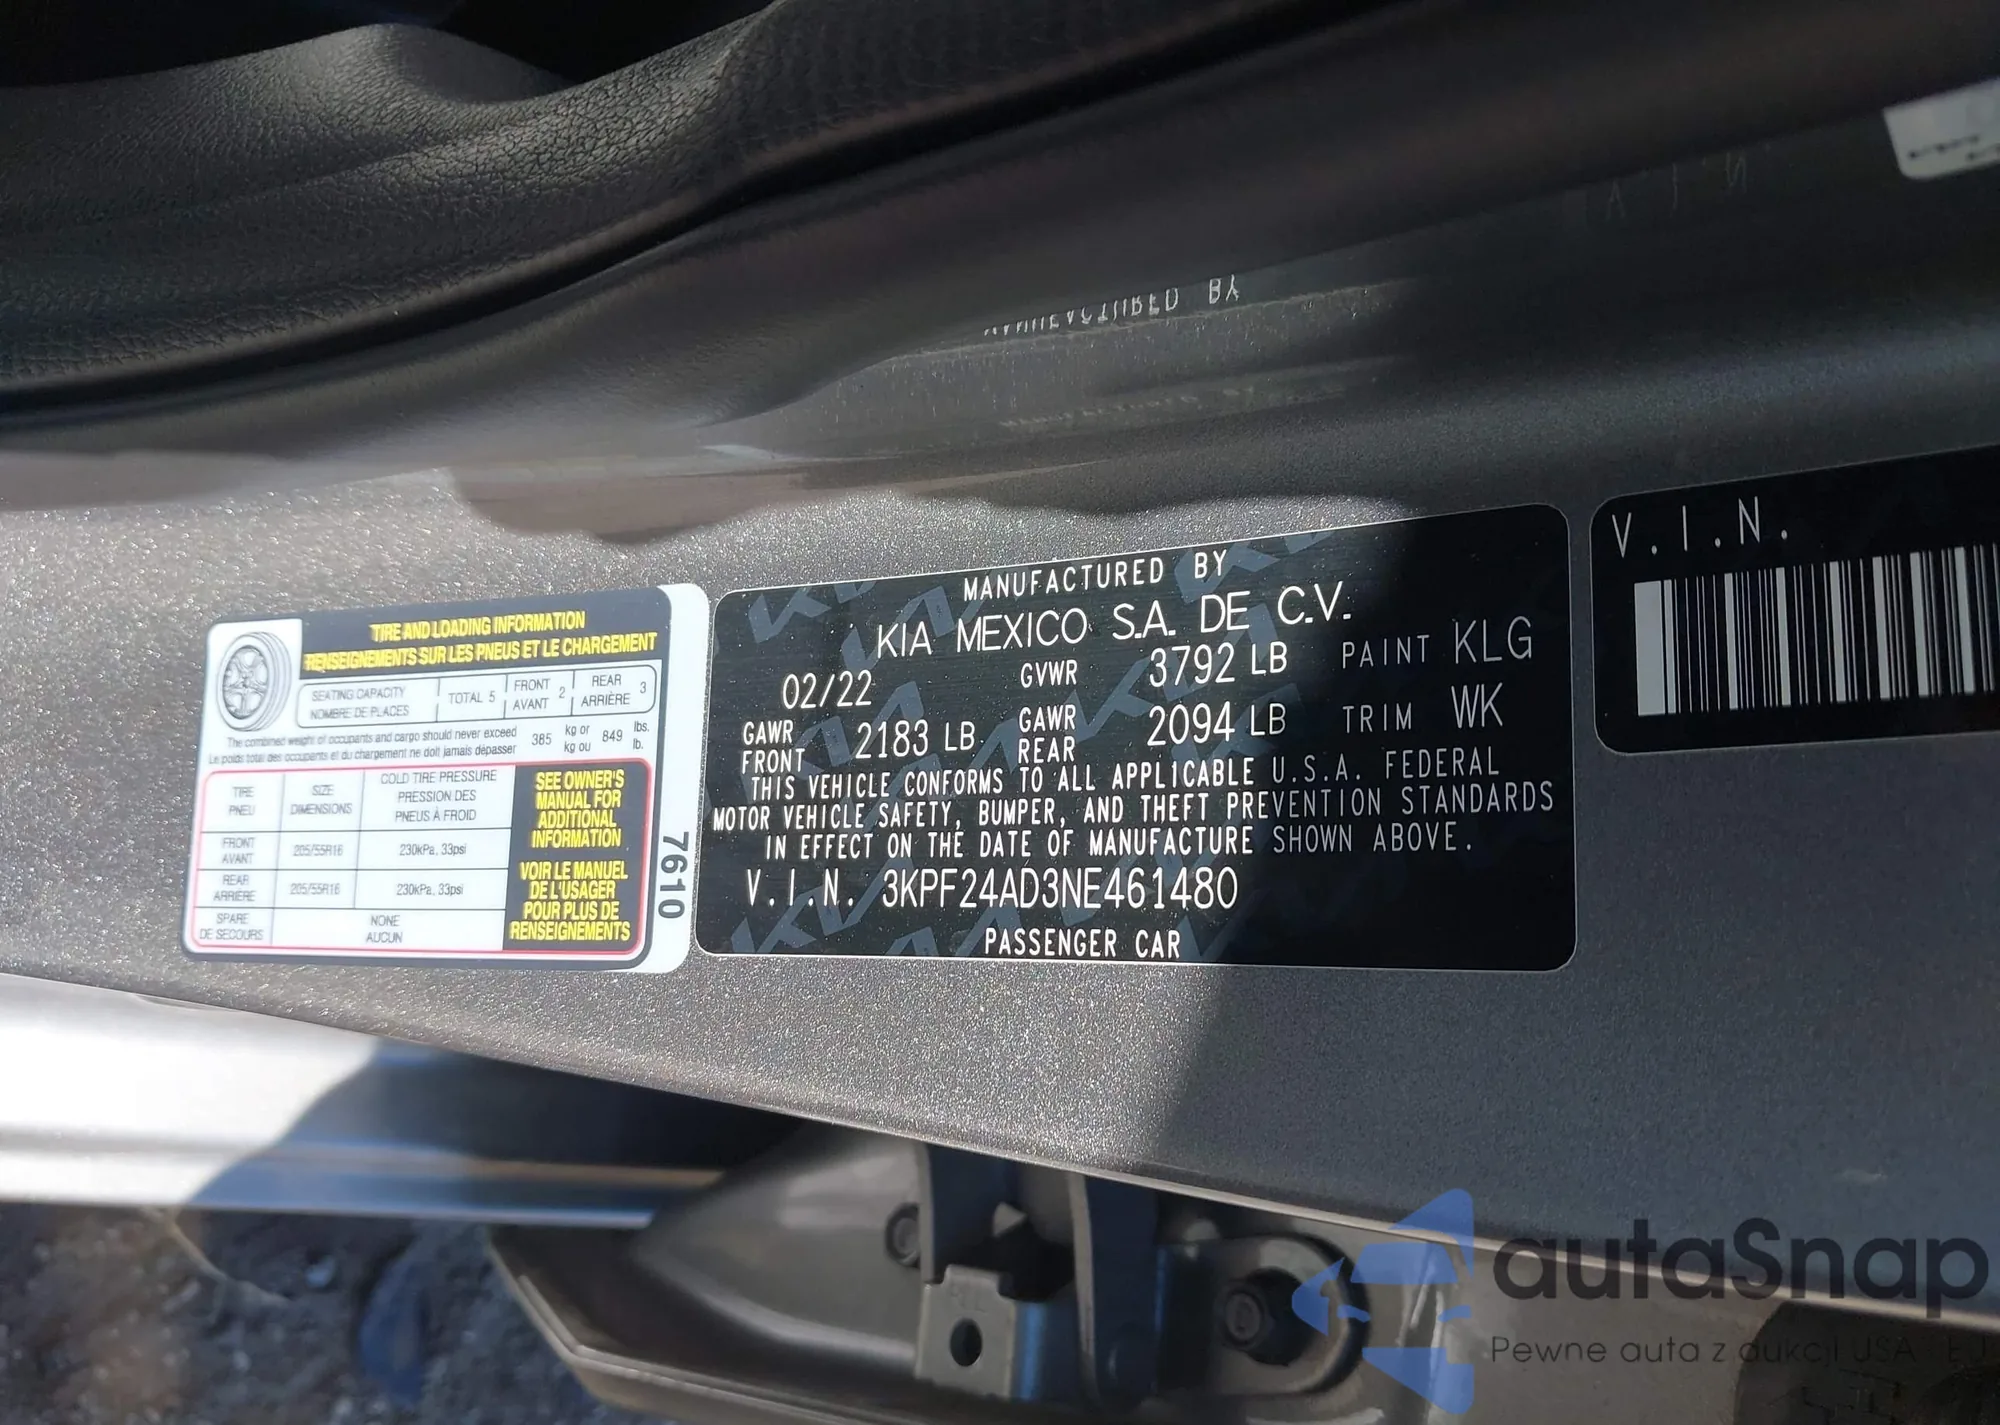 MANUFACTURED BY
KIA MEXICO S.A. DE C.V.
02/22 GVWR 3792 LB PAINT KLG
GAWR FRONT 2183 LB GAWR REAR 2094 LB TRIM WK
THIS VEHICLE CONFORMS TO ALL APPLICABLE U.S.A. FEDERAL
MOTOR VEHICLE SAFETY, BUMPER, AND THEFT PREVENTION STANDARDS
IN EFFECT ON THE DATE OF MANUFACTURE SHOWN ABOVE.
V.I.N. 3KPF24AD3NE461480
PASSENGER CAR
V.I.N.
TIRE AND LOADING INFORMATION
RENSEIGNEMENTS SUR LES PNEUS ET LE CHARGEMENT
SEATING CAPACITY
NOMBRE DE PLACES
TOTAL 5
FRONT
AVANT 2
REAR
ARRIÈRE 3
The combined weight of occupants and cargo should never exceed 385 kg or 849 lbs.
Le poids total des occupants et du chargement ne doit jamais dépasser kg ou lb.
TIRE
PNEU
SIZE
DIMENSIONS
COLD TIRE PRESSURE
PRESSION DES
PNEUS À FROID
FRONT
AVANT
205/55R16
230kPa, 33psi
REAR
ARRIÈRE
205/55R16
230kPa, 33psi
SPARE
DE SECOURS
NONE
AUCUN
SEE OWNER'S
MANUAL FOR
ADDITIONAL
INFORMATION
VOIR LE MANUEL
DE L'USAGER
POUR PLUS DE
RENSEIGNEMENTS
7610
autaSnap
Pewne auta z aukcji USA i EU